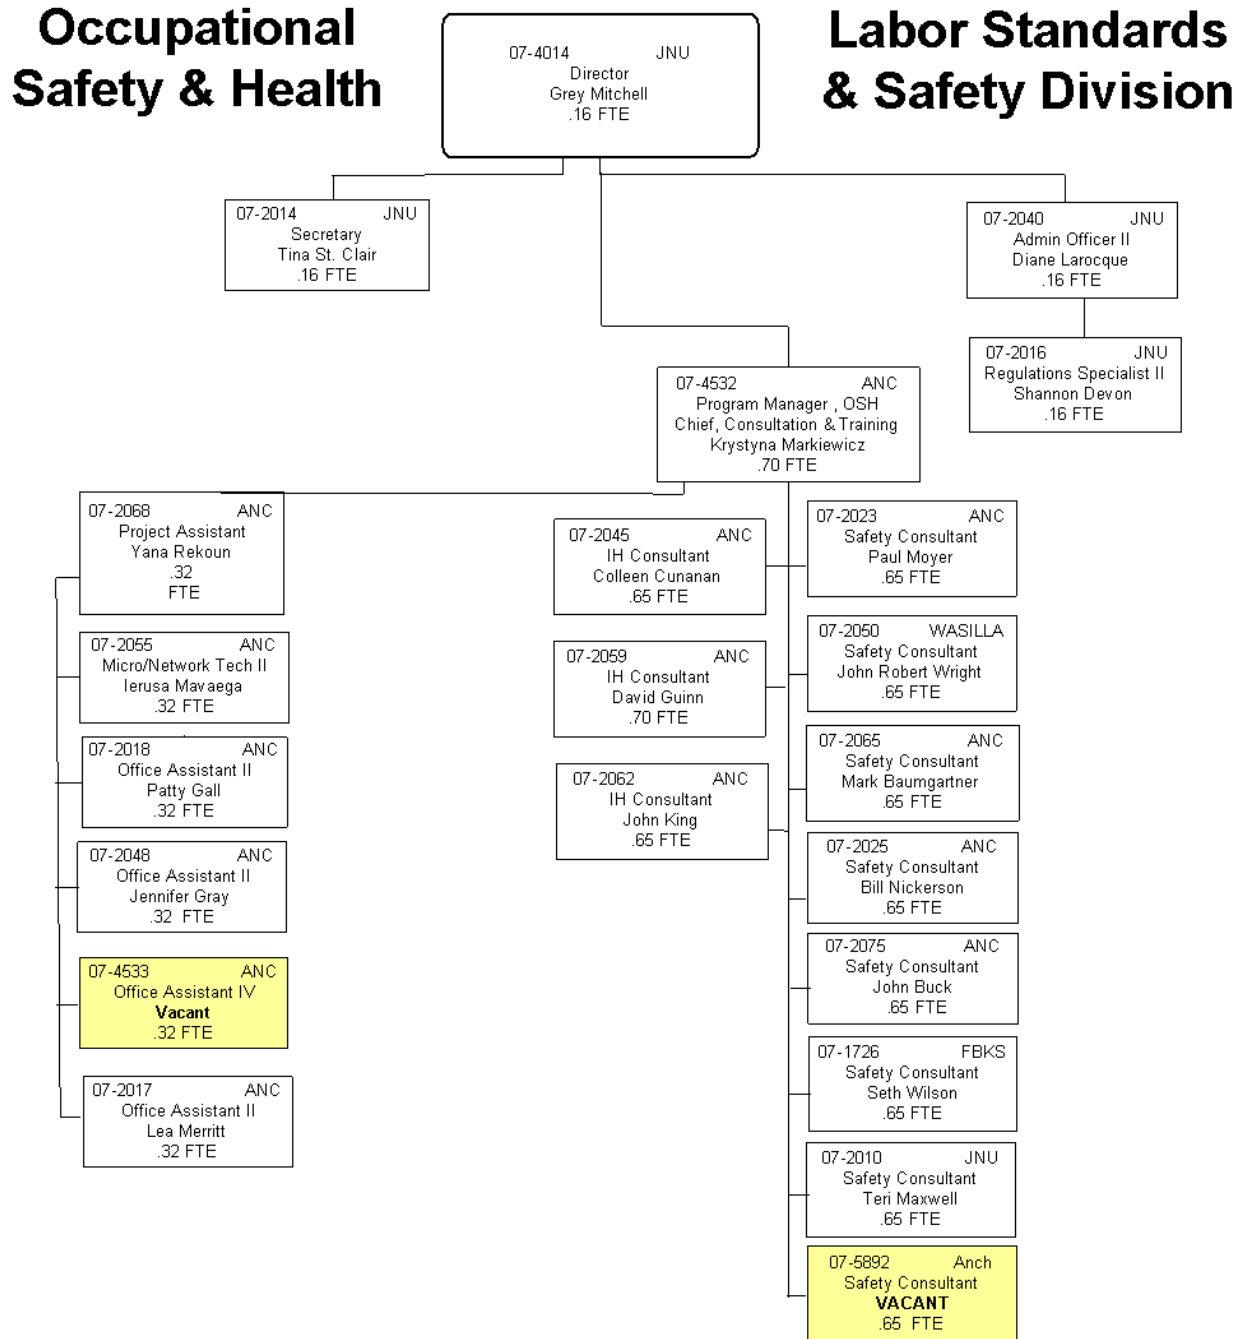 Occupational
Safety & Health
Labor Standards
& Safety Division
07-4014 JNU
Director
Grey Mitchell
.16 FTE
07-2014 JNU
Secretary
Tina St. Clair
.16 FTE
07-2040 JNU
Admin Officer II
Diane Larocque
.16 FTE
07-2016 JNU
Regulations Specialist II
Shannon Devon
.16 FTE
07-4532 ANC
Program Manager , OSH
Chief, Consultation & Training
Krystyna Markiewicz
.70 FTE
07-2068 ANC
Project Assistant
Yana Rekoun
.32
FTE
07-2055 ANC
Micro/Network Tech II
Ierusa Mavaega
.32 FTE
07-2018 ANC
Office Assistant II
Patty Gall
.32 FTE
07-2048 ANC
Office Assistant II
Jennifer Gray
.32 FTE
07-4533 ANC
Office Assistant IV
Vacant
.32 FTE
07-2017 ANC
Office Assistant II
Lea Merritt
.32 FTE
07-2045 ANC
IH Consultant
Colleen Cunanan
.65 FTE
07-2059 ANC
IH Consultant
David Guinn
.70 FTE
07-2062 ANC
IH Consultant
John King
.65 FTE
07-2023 ANC
Safety Consultant
Paul Moyer
.65 FTE
07-2050 WASILLA
Safety Consultant
John Robert Wright
.65 FTE
07-2065 ANC
Safety Consultant
Mark Baumgartner
.65 FTE
07-2025 ANC
Safety Consultant
Bill Nickerson
.65 FTE
07-2075 ANC
Safety Consultant
John Buck
.65 FTE
07-1726 FBKS
Safety Consultant
Seth Wilson
.65 FTE
07-2010 JNU
Safety Consultant
Teri Maxwell
.65 FTE
07-5892 Anch
Safety Consultant
VACANT
.65 FTE